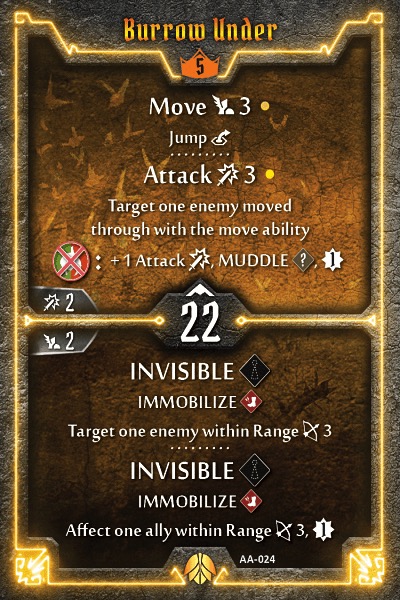 Burrow Under
5
Move 3
Jump
Attack 3
Target one enemy moved
through with the move ability
: +1 Attack , MUDDLE ? , 1
2
22
2
INVISIBLE
IMMOBILIZE
Target one enemy within Range 3
INVISIBLE
IMMOBILIZE
Affect one ally within Range 3, 1
AA-024